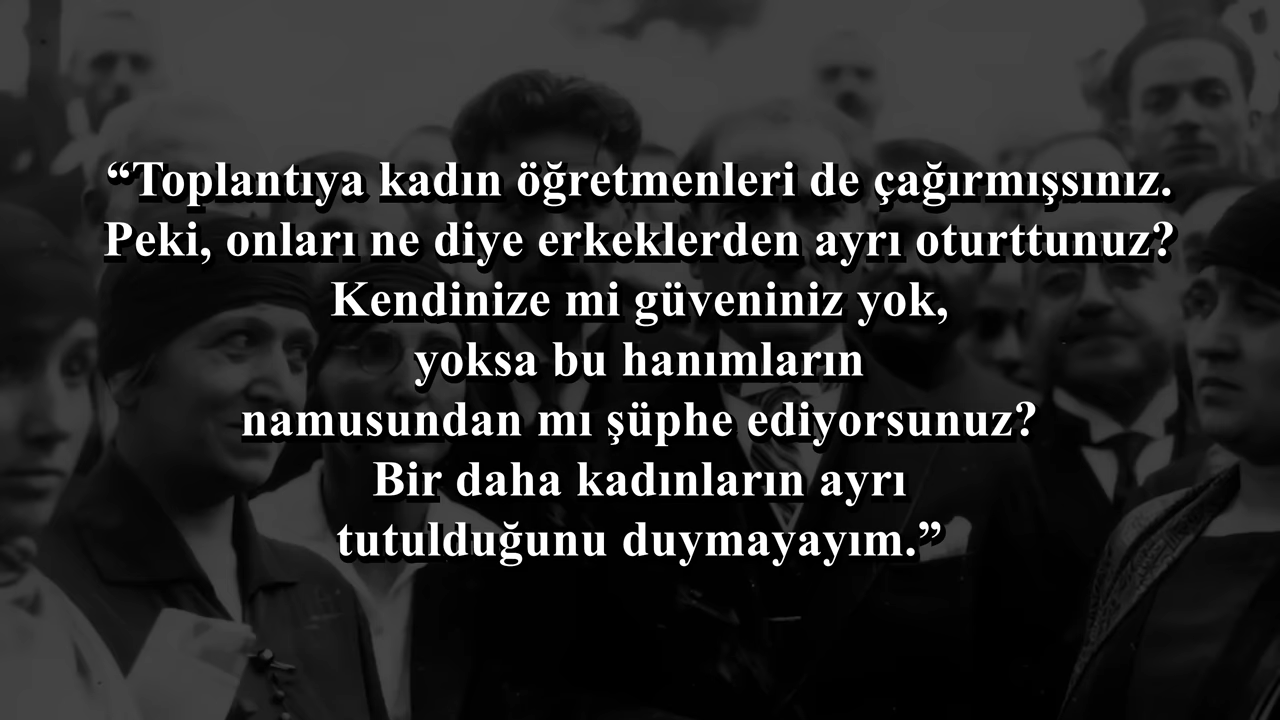 “Toplantıya kadın öğretmenleri de çağırmışsınız.
Peki, onları ne diye erkeklerden ayrı oturttunuz?
Kendinize mi güveniniz yok,
yoksa bu hanımların
namusundan mı şüphe ediyorsunuz?
Bir daha kadınların ayrı
tutulduğunu duymayayım.”